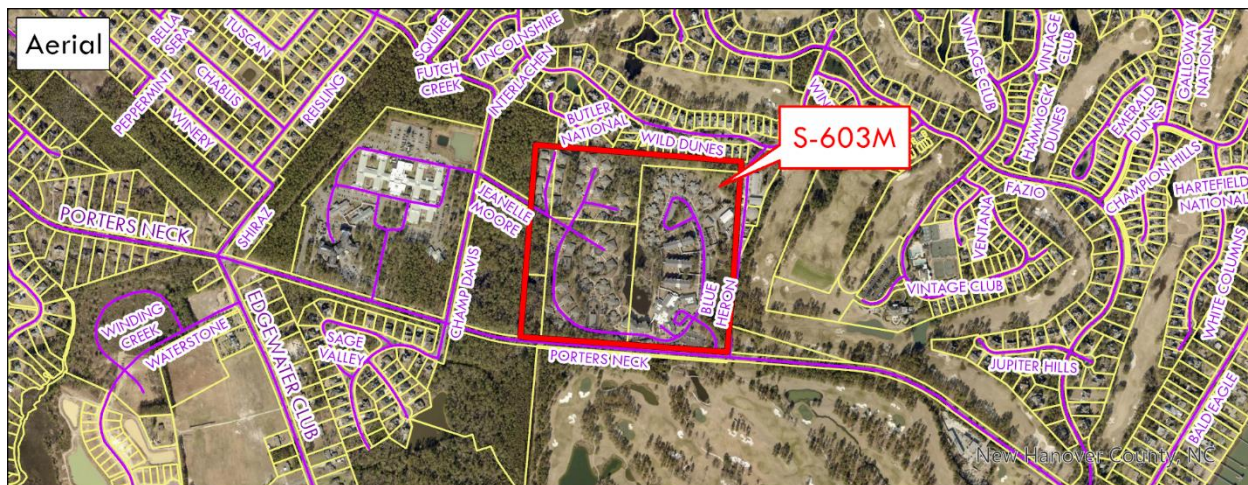 Aerial
BELLA
SERA
TUSCAN
CHABLIS
PEPPERMINT
WINERY
REISLING
SQUIRE
LINCOLNSHIRE
FUTCH
CREEK
INTERLACHEN
BUTLER
NATIONAL
WILD DUNES
S-603M
VINTAGE
CLUB
VINTAGE CLUB
HAMMOCK
DUNES
EMERALD
DUNES
GALLOWAY
NATIONAL
FAZIO
CHAMPION HILLS
HARTEFIELD
NATIONAL
WHITE COLUMNS
VENTANA
VINTAGE CLUB
JUPITER HILLS
BALD EAGLE
PORTERS NECK
SHIRAZ
JEANELLE
MOORE
CHAMP DAVIS
BLUE
HERON
WINDING
CREEK
WATERSTONE
EDGEWATER CLUB
SAGE
VALLEY
PORTERS NECK
New Hanover County, NC